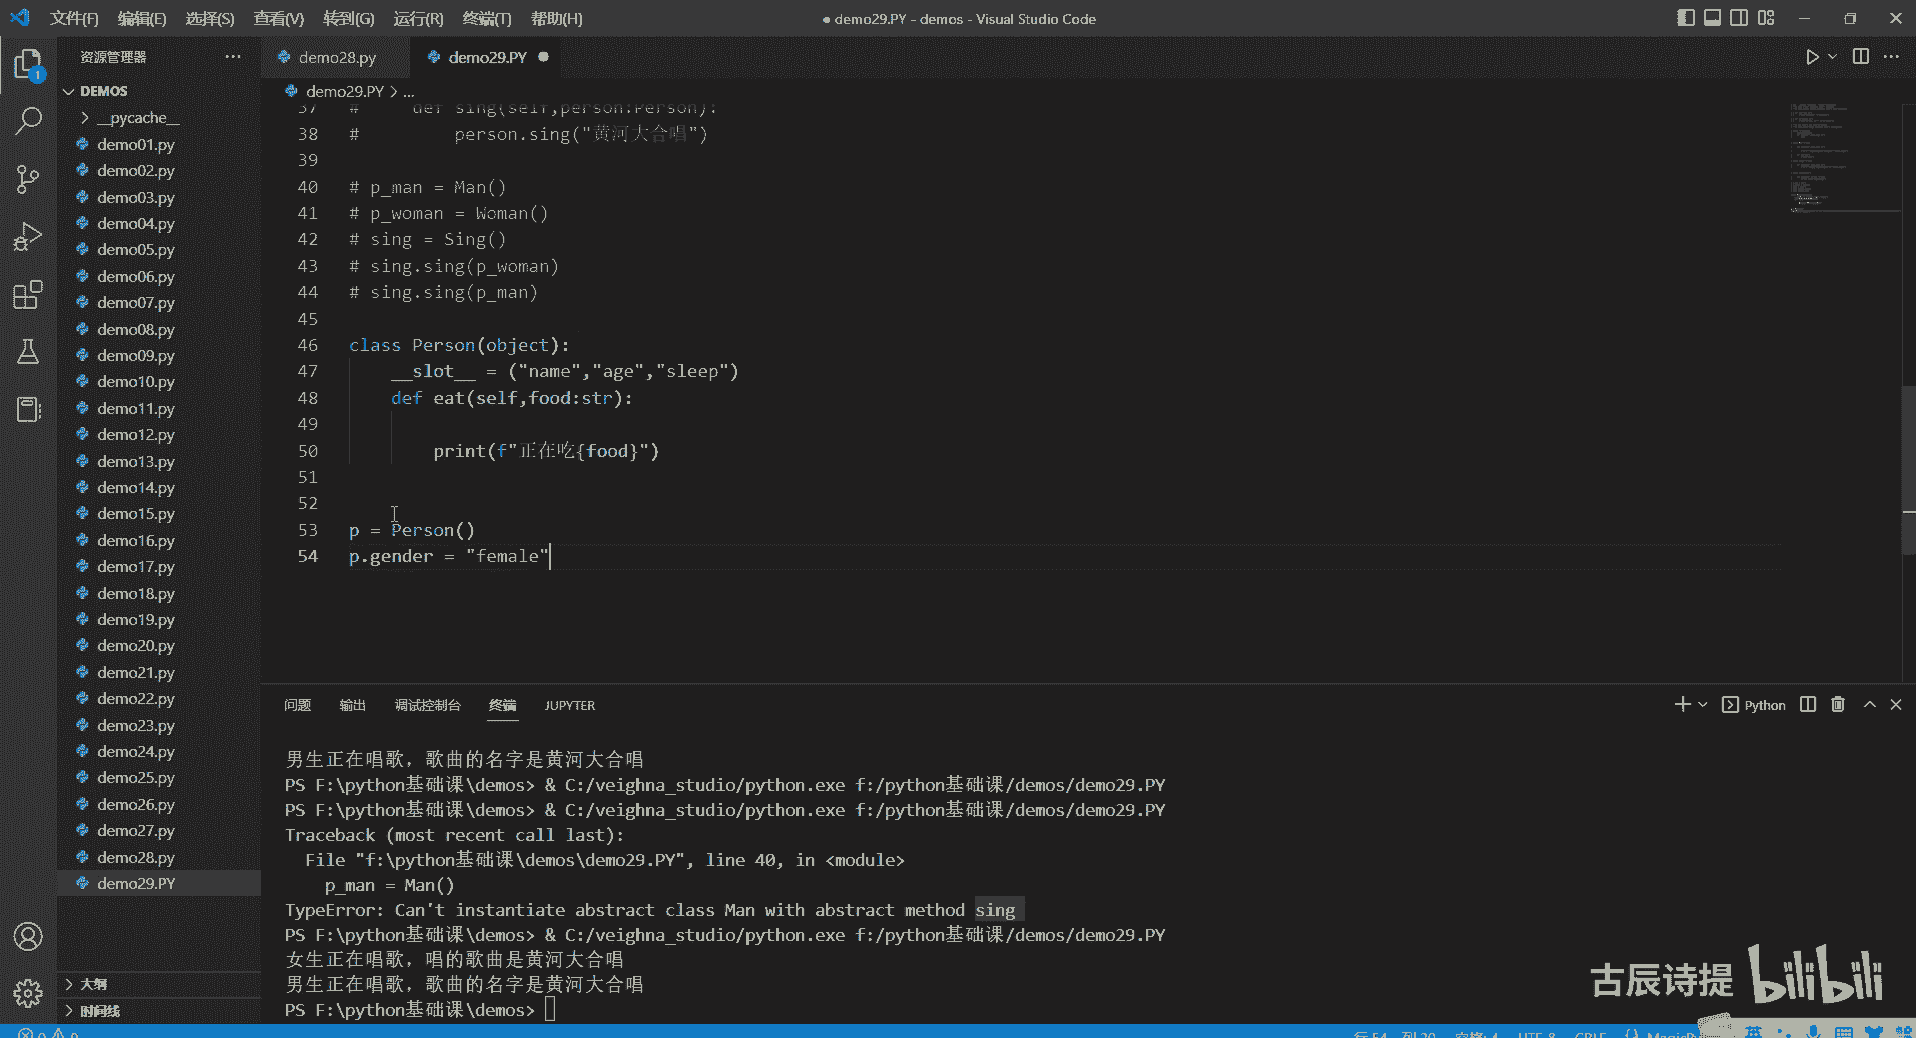 文件(F) 编辑(E) 选择(S) 查看(V) 转到(G) 运行(R) 终端(T) 帮助(H)
● demo29.PY - demos - Visual Studio Code
资源管理器 ···
demo28.py
demo29.PY ●
1
DEMOS
demo29.PY > ...
__pycache__
demo01.py
demo02.py
demo03.py
demo04.py
demo05.py
demo06.py
demo07.py
demo08.py
demo09.py
demo10.py
demo11.py
demo12.py
demo13.py
demo14.py
demo15.py
demo16.py
demo17.py
demo18.py
demo19.py
demo20.py
demo21.py
demo22.py
demo23.py
demo24.py
demo25.py
demo26.py
demo27.py
demo28.py
demo29.PY
大纲
时间线
37 # def sing(self,person:Person):
38 # person.sing("黄河大合唱")
39
40 # p_man = Man()
41 # p_woman = Woman()
42 # sing = Sing()
43 # sing.sing(p_woman)
44 # sing.sing(p_man)
45
46 class Person(object):
47 __slot__ = ("name","age","sleep")
48 def eat(self,food:str):
49
50 print(f"正在吃{food}")
51
52
53 p = Person()
54 p.gender = "female"
问题 输出 调试控制台 终端 JUPYTER
Python
男生正在唱歌，歌曲的名字是黄河大合唱
PS F:\python基础课\demos> & C:/veighna_studio/python.exe f:/python基础课/demos/demo29.PY
PS F:\python基础课\demos> & C:/veighna_studio/python.exe f:/python基础课/demos/demo29.PY
Traceback (most recent call last):
File "f:\python基础课\demos\demo29.PY", line 40, in <module>
p_man = Man()
TypeError: Can't instantiate abstract class Man with abstract method sing
PS F:\python基础课\demos> & C:/veighna_studio/python.exe f:/python基础课/demos/demo29.PY
女生正在唱歌，唱的歌曲是黄河大合唱
男生正在唱歌，歌曲的名字是黄河大合唱
PS F:\python基础课\demos>
古辰诗提 bilibili